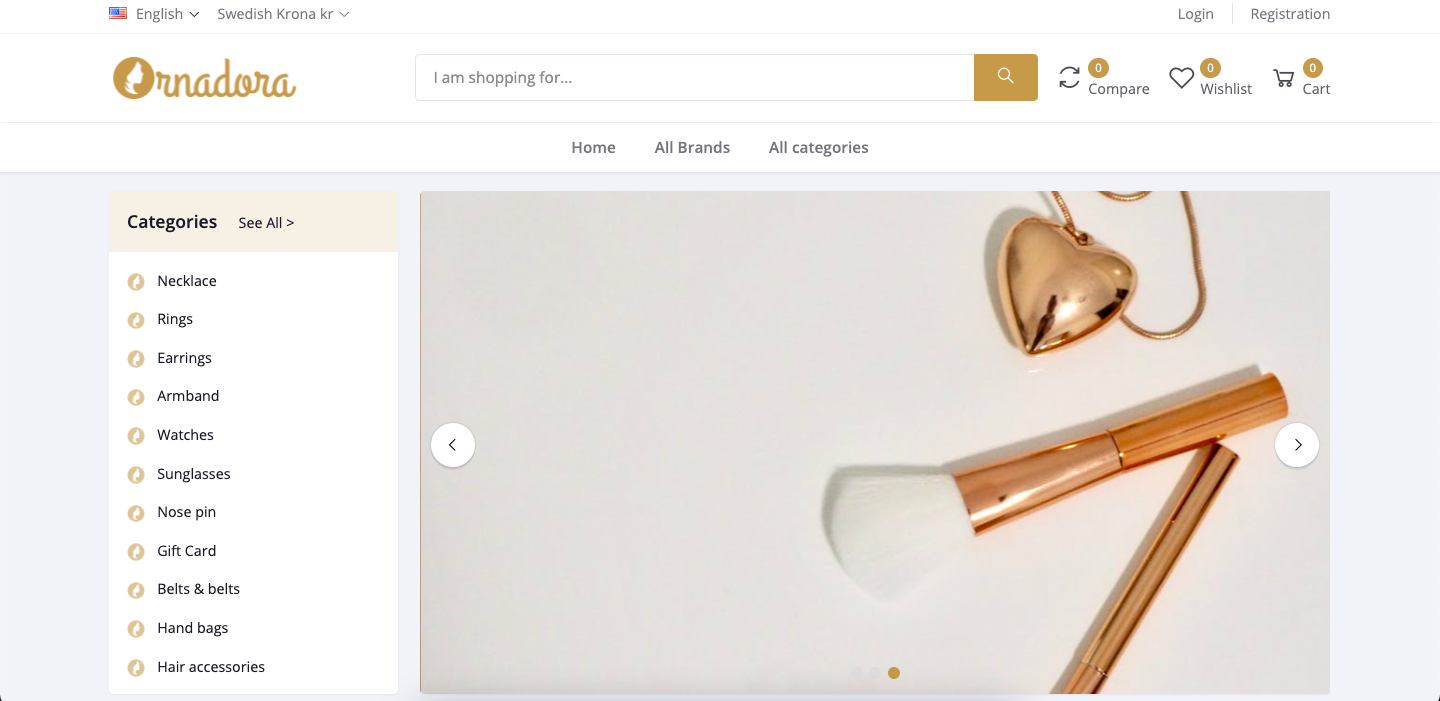 English
Swedish Krona kr
Login
Registration
Ornadora
I am shopping for...
0
Compare
0
Wishlist
0
Cart
Home
All Brands
All categories
Categories
See All >
Necklace
Rings
Earrings
Armband
Watches
Sunglasses
Nose pin
Gift Card
Belts & belts
Hand bags
Hair accessories